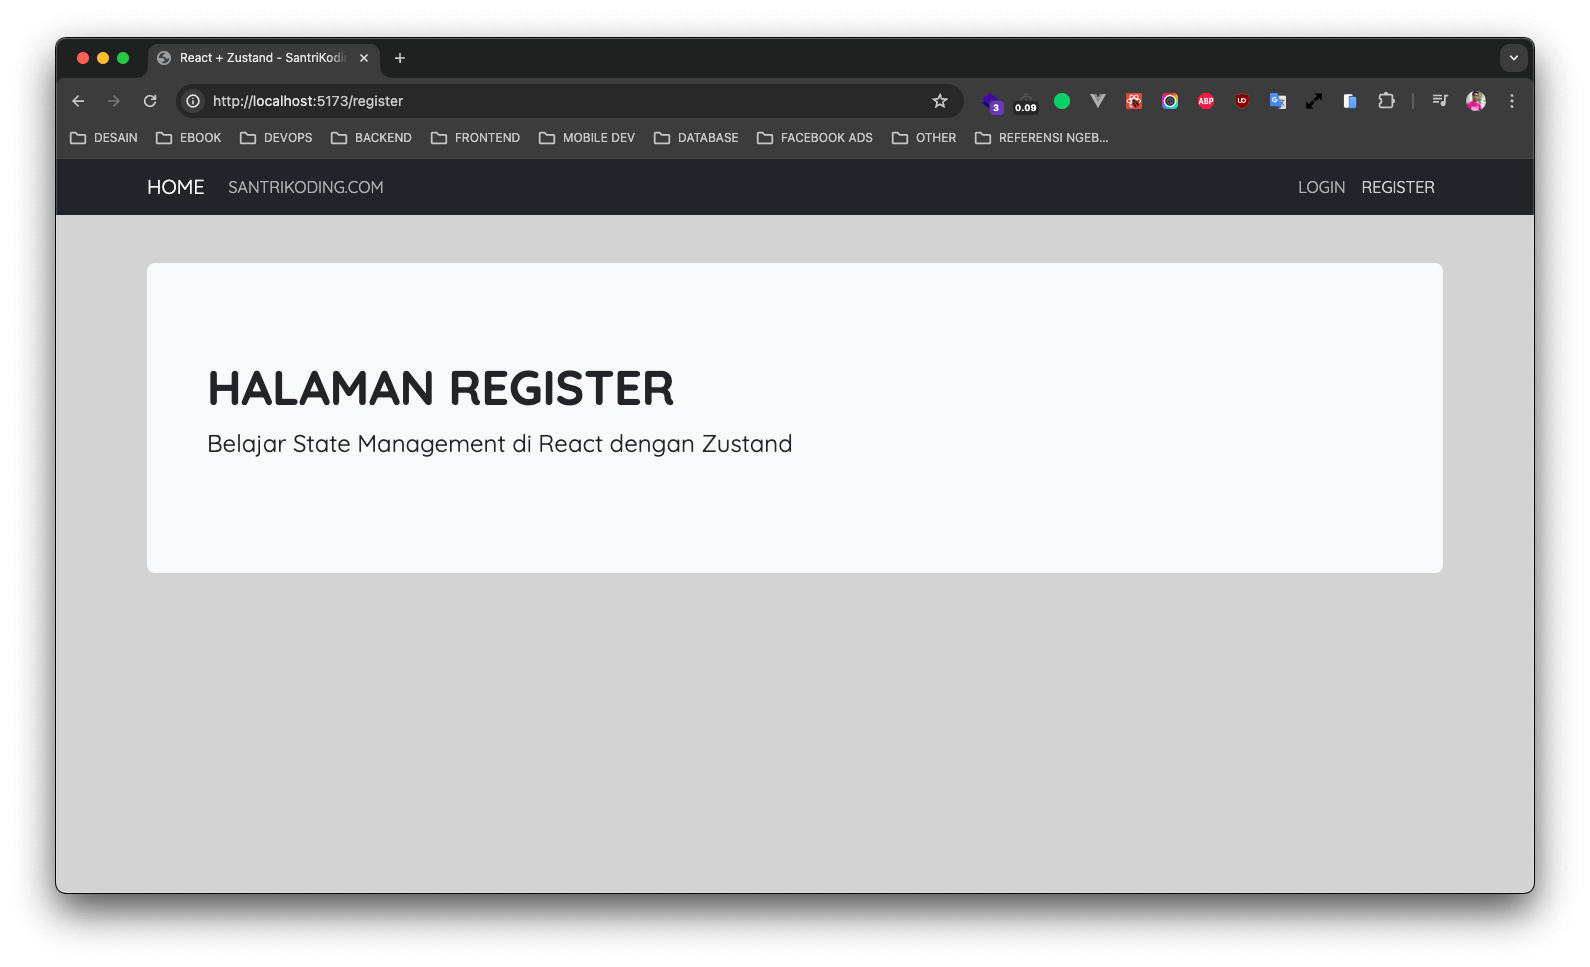 React + Zustand - SantriKodi
http://localhost:5173/register
3
0.09
ABP
UD
DESAIN
EBOOK
DEVOPS
BACKEND
FRONTEND
MOBILE DEV
DATABASE
FACEBOOK ADS
OTHER
REFERENSI NGEB...
HOME SANTRIKODING.COM LOGIN REGISTER
HALAMAN REGISTER
Belajar State Management di React dengan Zustand